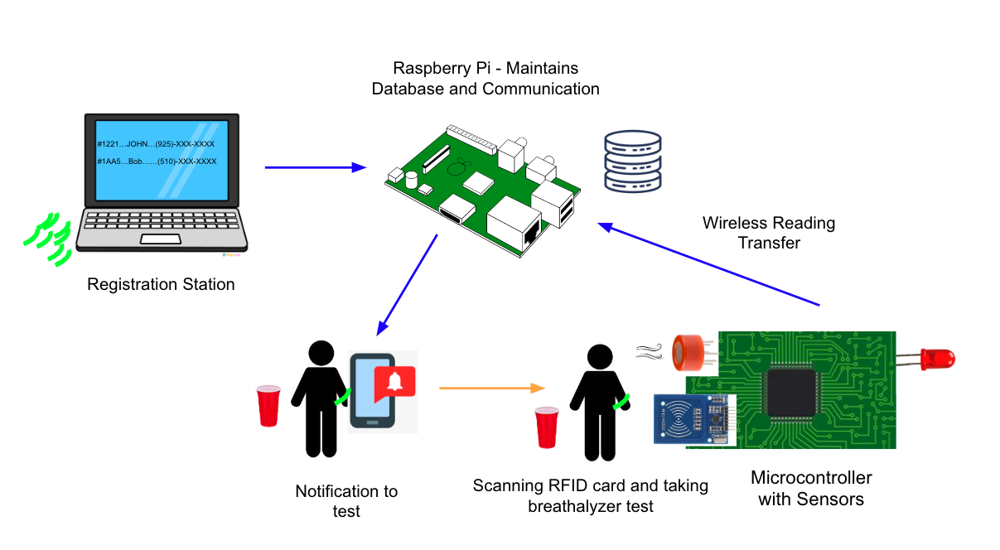 Raspberry Pi - Maintains
Database and Communication
#1221...JOHN...(925)-XXX-XXXX
#1AA5...Bob......(510)-XXX-XXXX
Wireless Reading
Transfer
Registration Station
Notification to
test
Scanning RFID card and taking
breathalyzer test
Microcontroller
with Sensors